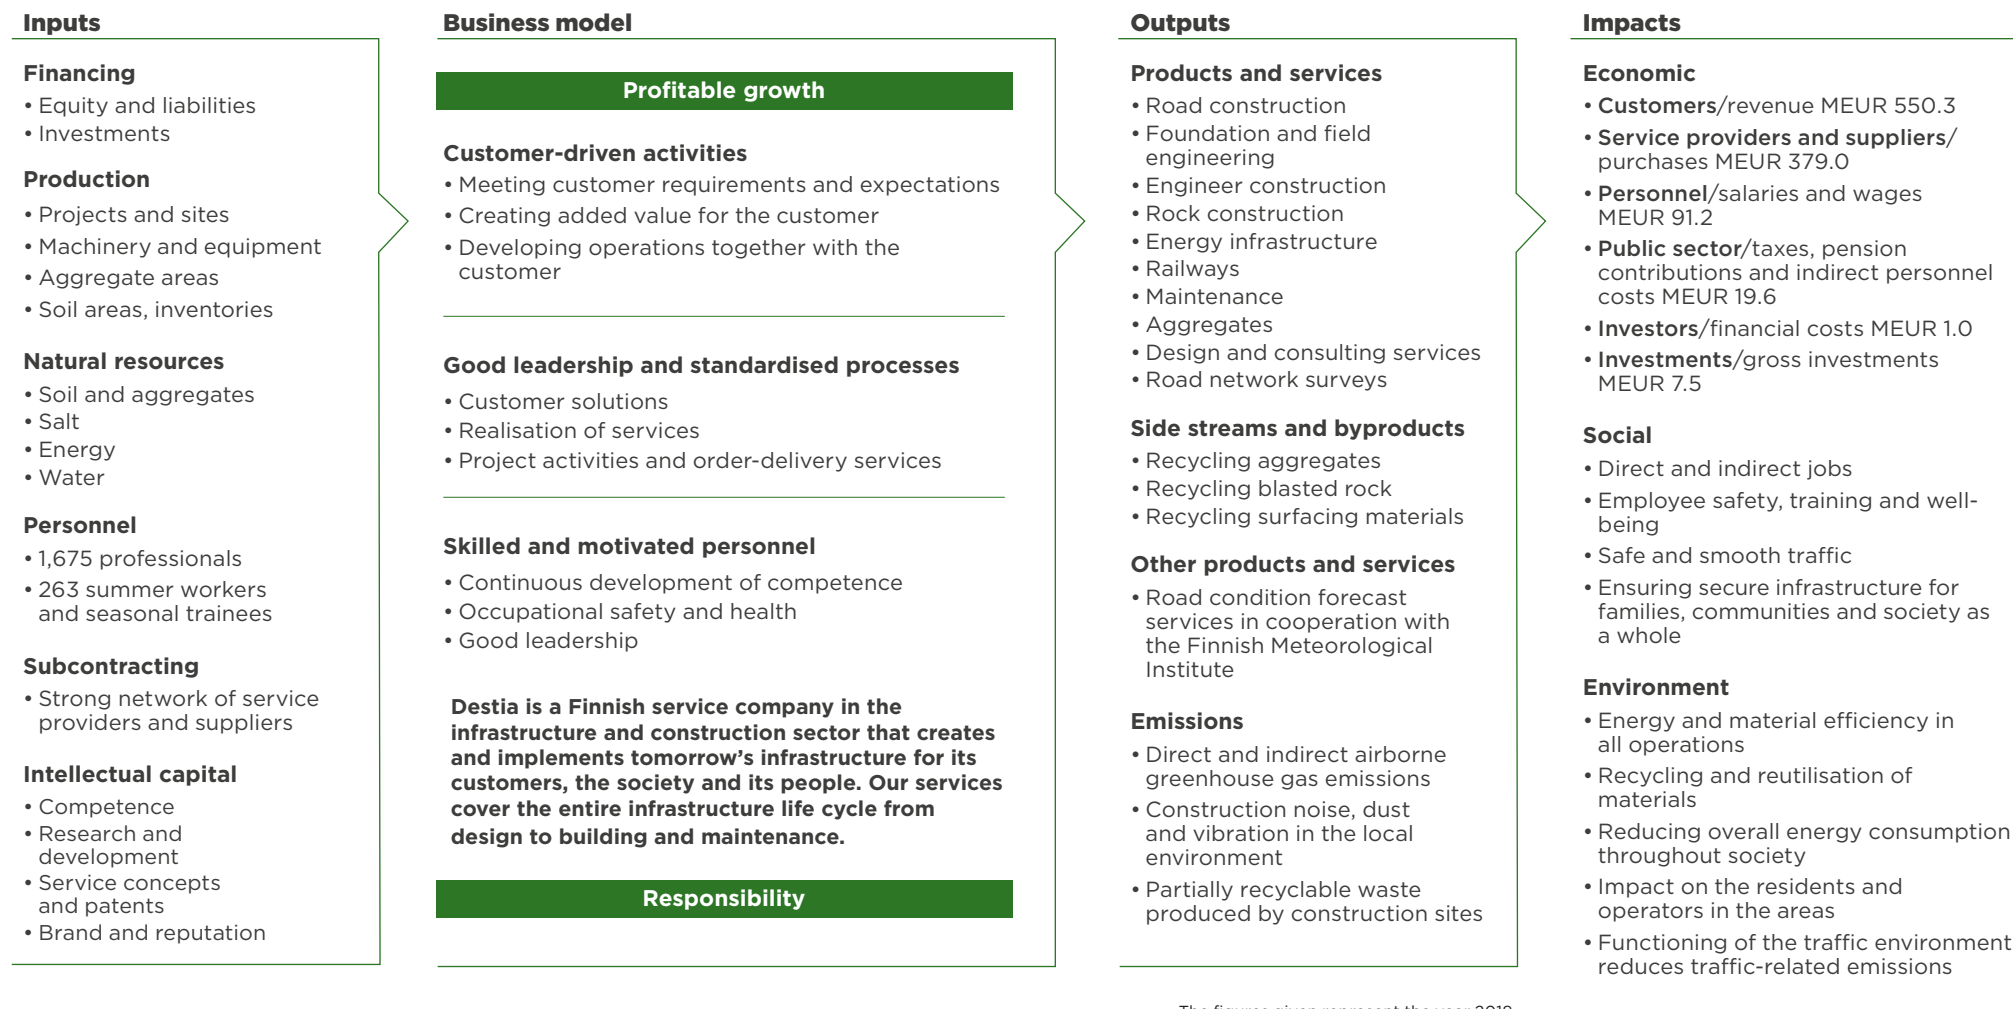 Inputs
Financing
• Equity and liabilities
• Investments
Production
• Projects and sites
• Machinery and equipment
• Aggregate areas
• Soil areas, inventories
Natural resources
• Soil and aggregates
• Salt
• Energy
• Water
Personnel
• 1,675 professionals
• 263 summer workers
and seasonal trainees
Subcontracting
• Strong network of service
providers and suppliers
Intellectual capital
• Competence
• Research and
development
• Service concepts
and patents
• Brand and reputation
Business model
Profitable growth
Customer-driven activities
• Meeting customer requirements and expectations
• Creating added value for the customer
• Developing operations together with the
customer
Good leadership and standardised processes
• Customer solutions
• Realisation of services
• Project activities and order-delivery services
Skilled and motivated personnel
• Continuous development of competence
• Occupational safety and health
• Good leadership
Destia is a Finnish service company in the
infrastructure and construction sector that creates
and implements tomorrow’s infrastructure for its
customers, the society and its people. Our services
cover the entire infrastructure life cycle from
design to building and maintenance.
Responsibility
Outputs
Products and services
• Road construction
• Foundation and field
engineering
• Engineer construction
• Rock construction
• Energy infrastructure
• Railways
• Maintenance
• Aggregates
• Design and consulting services
• Road network surveys
Side streams and byproducts
• Recycling aggregates
• Recycling blasted rock
• Recycling surfacing materials
Other products and services
• Road condition forecast
services in cooperation with
the Finnish Meteorological
Institute
Emissions
• Direct and indirect airborne
greenhouse gas emissions
• Construction noise, dust
and vibration in the local
environment
• Partially recyclable waste
produced by construction sites
Impacts
Economic
• Customers/revenue MEUR 550.3
• Service providers and suppliers/
purchases MEUR 379.0
• Personnel/salaries and wages
MEUR 91.2
• Public sector/taxes, pension
contributions and indirect personnel
costs MEUR 19.6
• Investors/financial costs MEUR 1.0
• Investments/gross investments
MEUR 7.5
Social
• Direct and indirect jobs
• Employee safety, training and well-
being
• Safe and smooth traffic
• Ensuring secure infrastructure for
families, communities and society as
a whole
Environment
• Energy and material efficiency in
all operations
• Recycling and reutilisation of
materials
• Reducing overall energy consumption
throughout society
• Impact on the residents and
operators in the areas
• Functioning of the traffic environment
reduces traffic-related emissions
The figures given represent the year